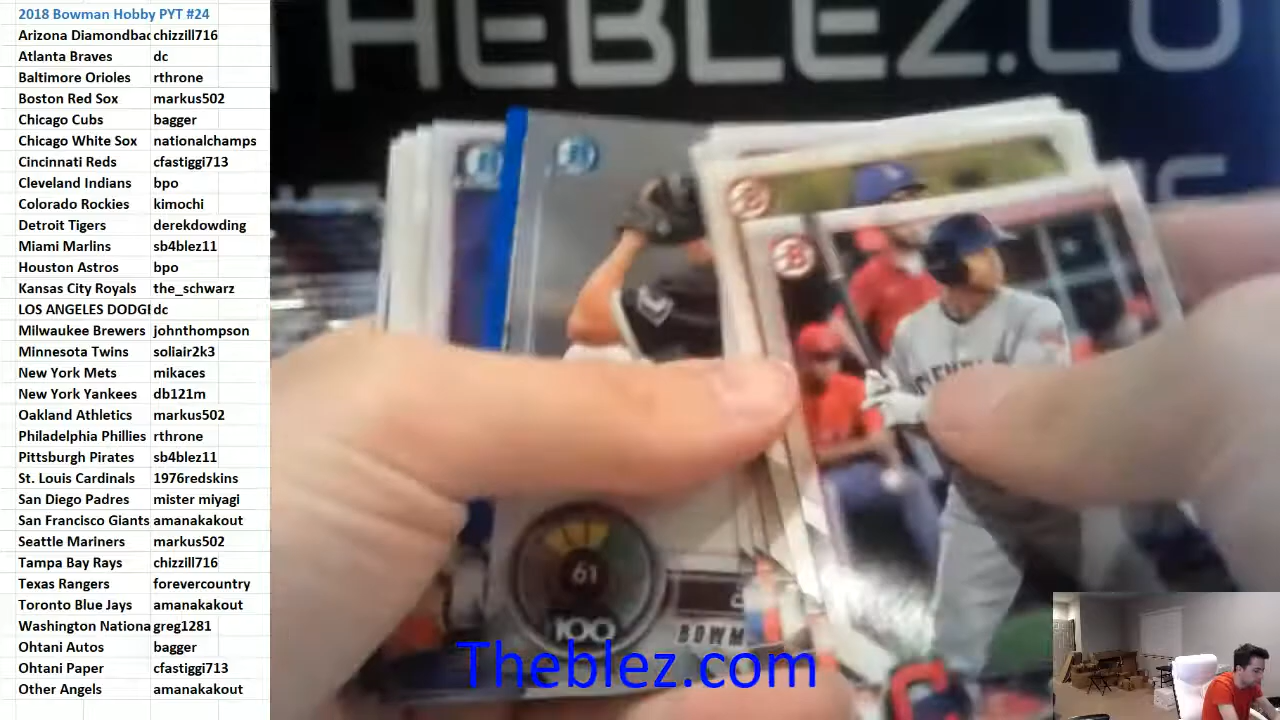 2018 Bowman Hobby PYT #24
Arizona Diamondbac chizzill716
Atlanta Braves dc
Baltimore Orioles rthrone
Boston Red Sox markus502
Chicago Cubs bagger
Chicago White Sox nationalchamps
Cincinnati Reds cfastiggi713
Cleveland Indians bpo
Colorado Rockies kimochi
Detroit Tigers derekdowding
Miami Marlins sb4blez11
Houston Astros bpo
Kansas City Royals the_schwarz
LOS ANGELES DODGE dc
Milwaukee Brewers johnthompson
Minnesota Twins soliair2k3
New York Mets mikaces
New York Yankees db121m
Oakland Athletics markus502
Philadelphia Phillies rthrone
Pittsburgh Pirates sb4blez11
St. Louis Cardinals 1976redskins
San Diego Padres mister miyagi
San Francisco Giants amanakakout
Seattle Mariners markus502
Tampa Bay Rays chizzill716
Texas Rangers forevercountry
Toronto Blue Jays amanakakout
Washington Nationa greg1281
Ohtani Autos bagger
Ohtani Paper cfastiggi713
Other Angels amanakakout
THEBLEZ.CO
61
100
BOWM
Theblez.com